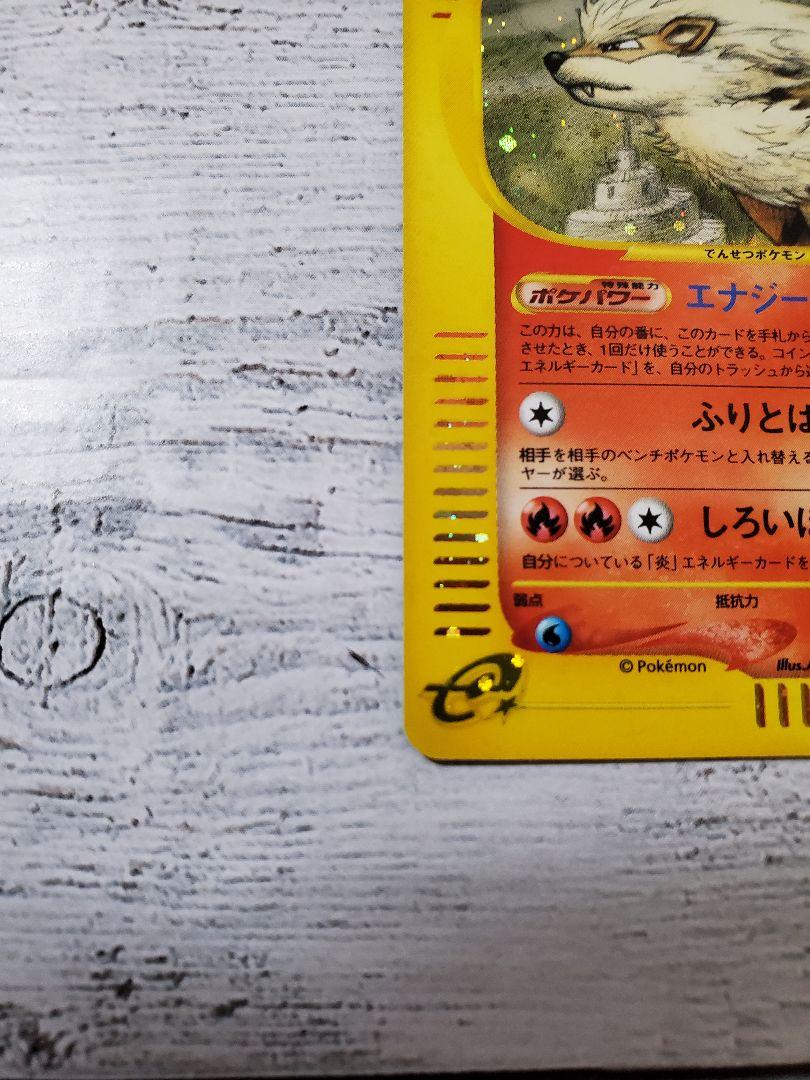 でんせつポケモン
特殊能力
ポケパワー エナジー
この力は、自分の番に、このカードを手札から
させたとき、1回だけ使うことができる。コイン
エネルギーカード」を、自分のトラッシュから
ふりとは
相手を相手のベンチポケモンと入れ替える
ヤーが選ぶ。
しろいほ
自分についている「炎」エネルギーカードを
弱点 抵抗力
© Pokémon Illus.
e